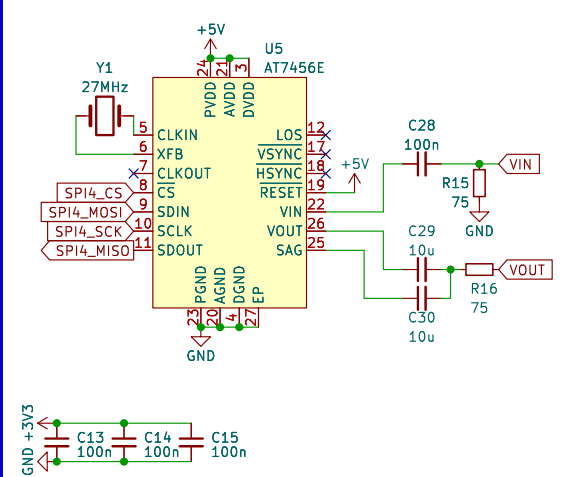 +5V
U5
AT7456E
Y1
27MHz
24
21
3
PVDD
AVDD
DVDD
5
CLKIN
6
XFB
7
CLKOUT
SPI4_CS
8
CS
SPI4_MOSI
9
SDIN
SPI4_SCK
10
SCLK
SPI4_MISO
11
SDOUT
LOS
12
VSYNC
17
HSYNC
18
RESET
19
+5V
VIN
22
VOUT
26
SAG
25
C28
100n
VIN
R15
75
GND
C29
10u
VOUT
R16
75
C30
10u
PGND
AGND
DGND
EP
23
20
4
27
GND
+3V3
GND
C13
100n
C14
100n
C15
100n